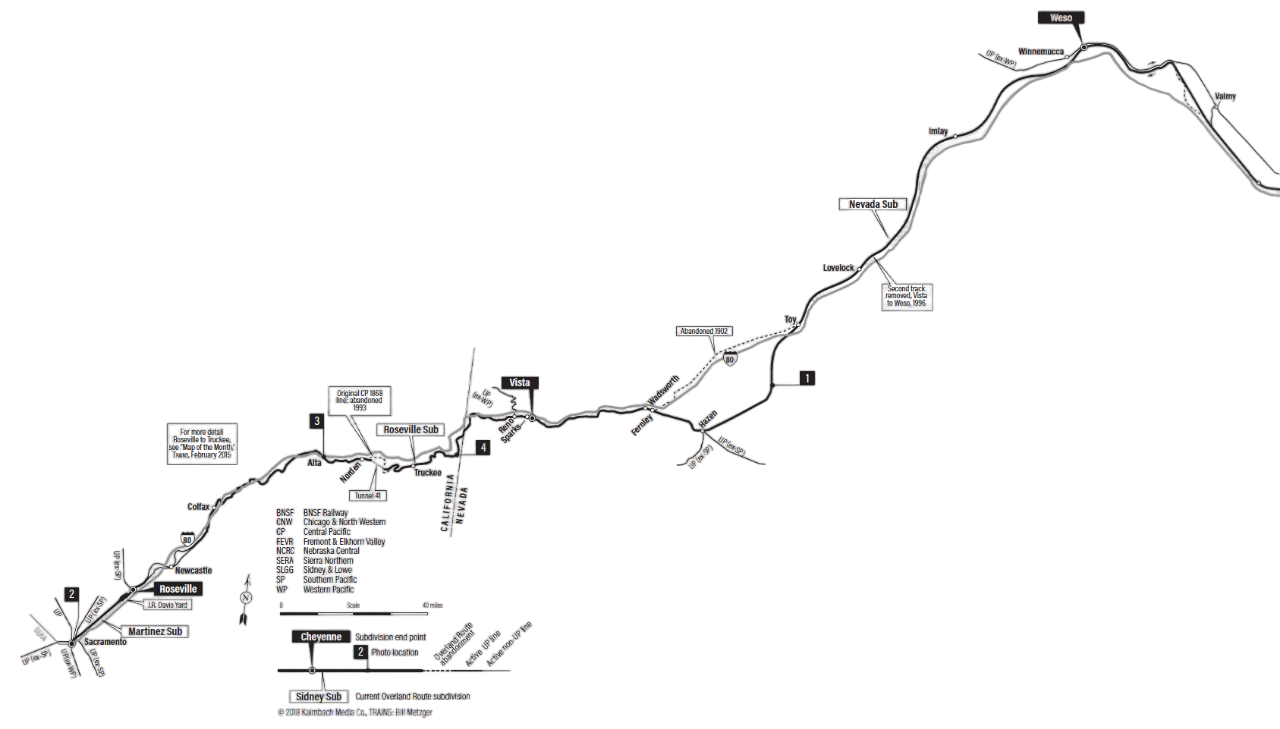 Weso
Winnemucca
UP (ex-WP)
Valmy
Imlay
Nevada Sub
Lovelock
Second track
removed, Vista
to Weso, 1996
Toy
Abandoned 1902
80
1
Wadsworth
Fernley
Hazen
UP (ex-SP)
UP (ex-SP)
Vista
UP
(ex-WP)
Reno
Sparks
Original CP 1868
line; abandoned
1993
3
Roseville Sub
4
For more detail
Roseville to Truckee,
see "Map of the Month,"
Trains, February 2015
Alta
Norden
Truckee
Tunnel 41
CALIFORNIA
NEVADA
Colfax
80
Newcastle
UP (ex-SP)
Roseville
J.R. Davis Yard
2
UP
UP (ex-SP)
Martinez Sub
SERA
Sacramento
UP (ex-SP)
UP (ex-WP)
UP (ex-SP)
N
BNSF BNSF Railway
CNW Chicago & North Western
CP Central Pacific
FEVR Fremont & Elkhorn Valley
NCRC Nebraska Central
SERA Sierra Northern
SLGG Sidney & Lowe
SP Southern Pacific
WP Western Pacific
0 Scale 40 miles
Cheyenne Subdivision end point
2 Photo location
Overland Route
abandonment
Active UP line
Active non-UP line
Sidney Sub Current Overland Route subdivision
© 2018 Kalmbach Media Co., TRAINS: Bill Metzger